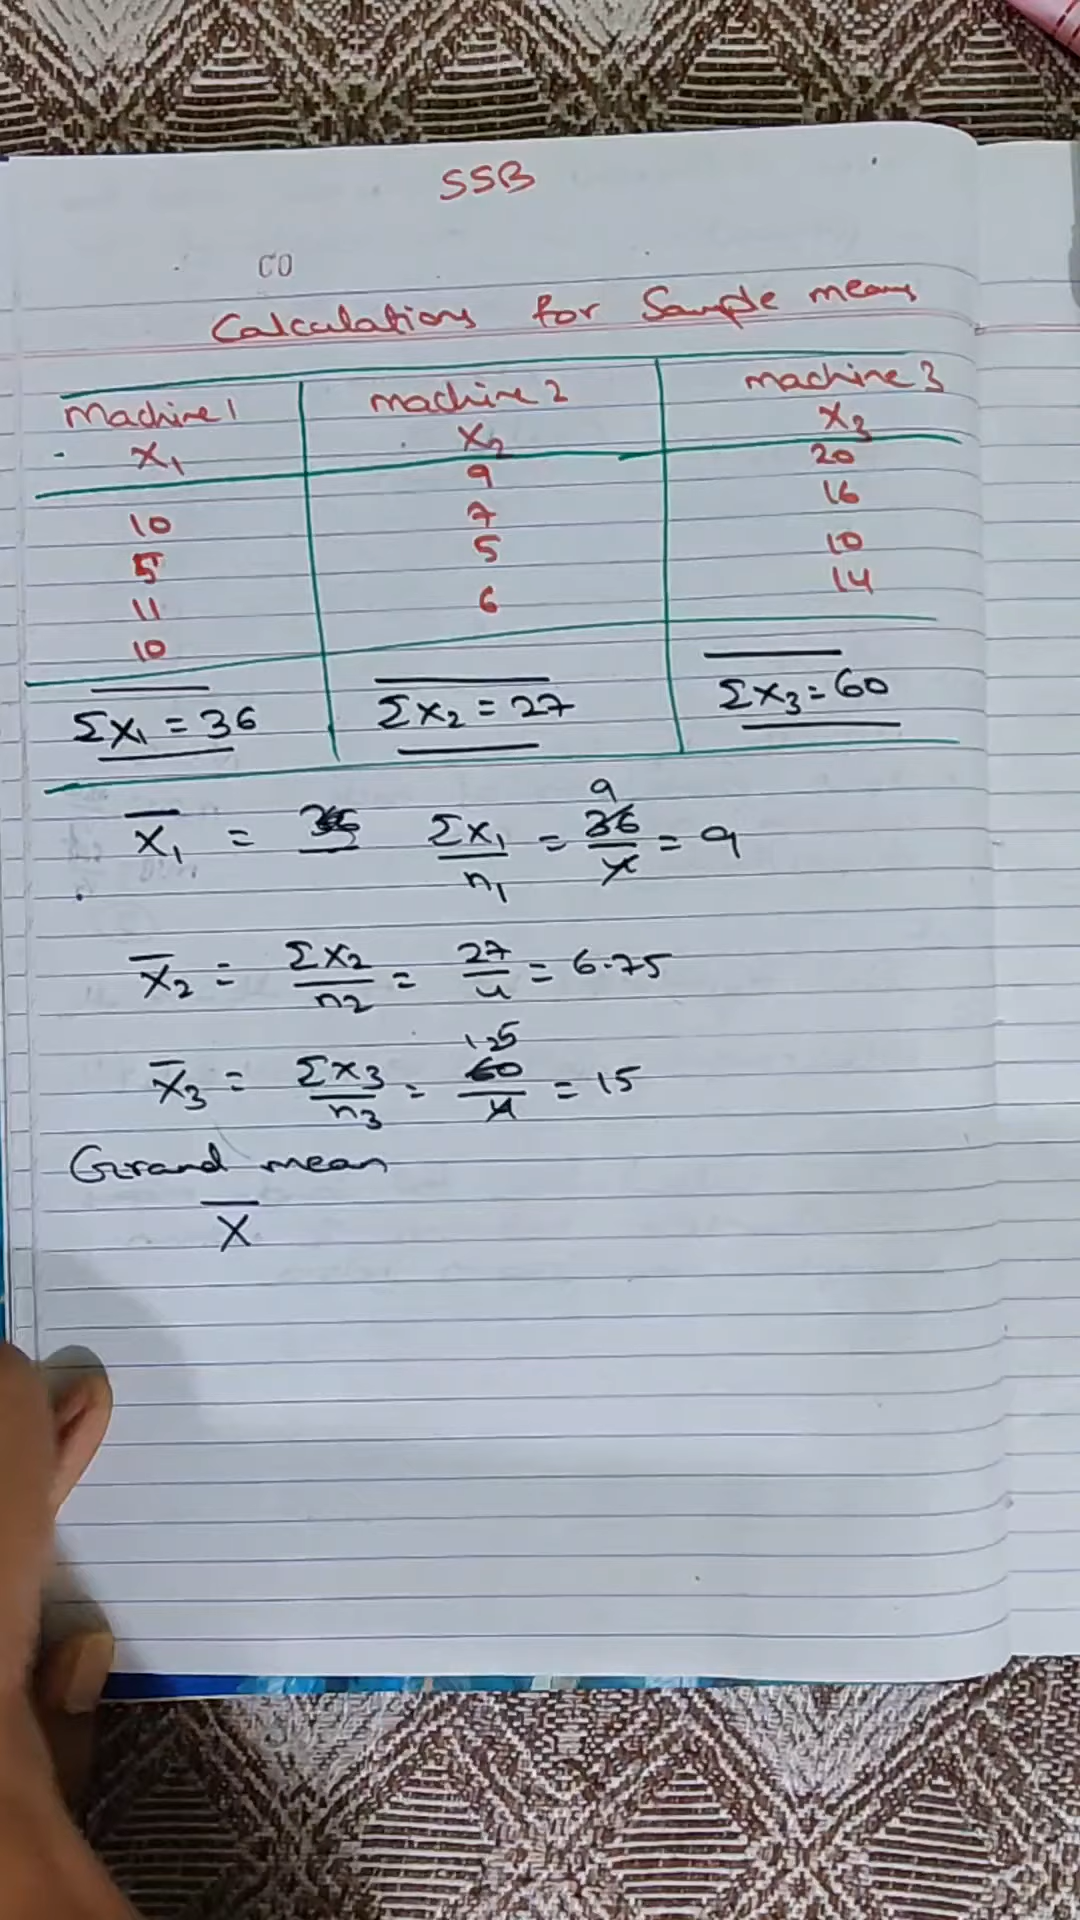 SSB
CO
Calculations for Sample means
Machine 1 machine 2 machine 3
X₁ X₂ X₃
10 9 20
5 7 16
11 5 10
10 6 14
ΣX₁ = 36 ΣX₂ = 27 ΣX₃ = 60
9
X̄₁ = 36 ΣX₁/n₁ = 36/4 = 9
X̄₂ = ΣX₂/n₂ = 27/4 = 6.75
X̄₃ = ΣX₃/n₃ = 60/4 = 15
Grand mean
X̄